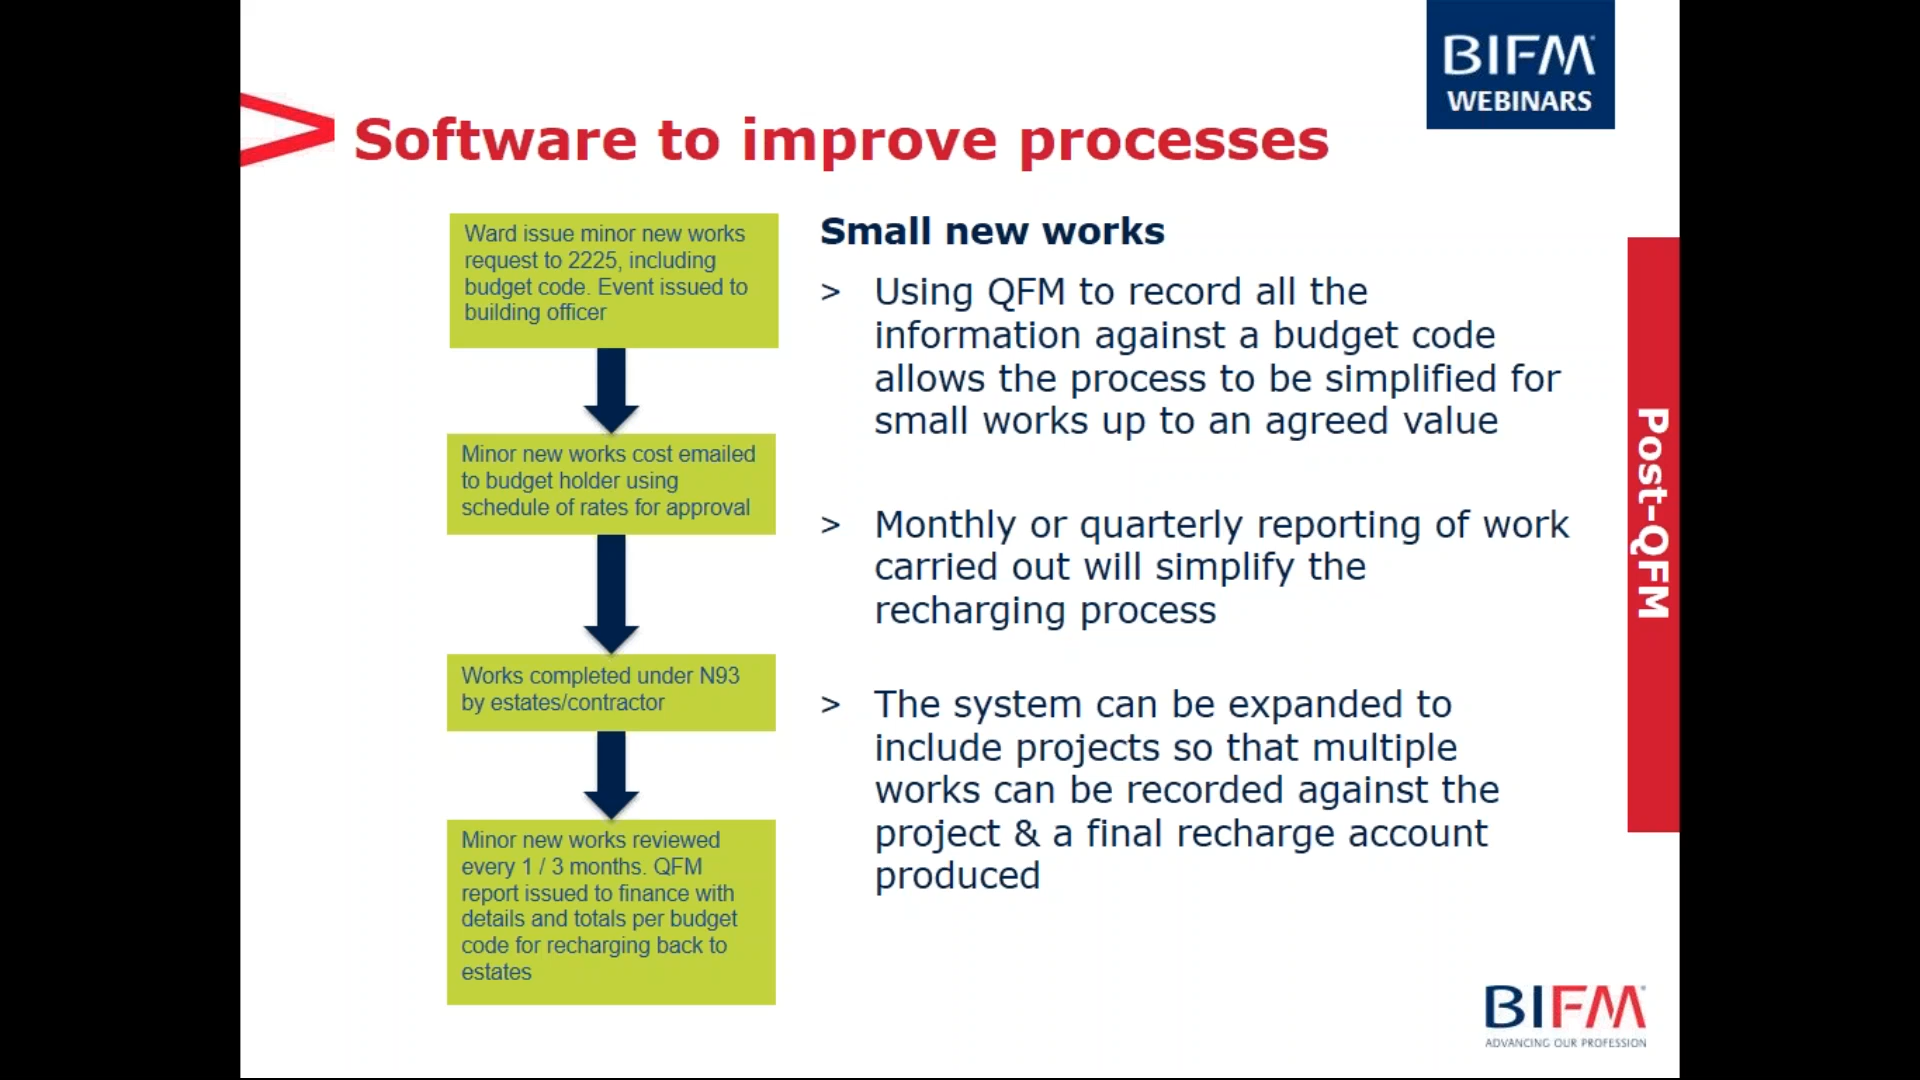 BIFM
WEBINARS
Software to improve processes
Ward issue minor new works
request to 2225, including
budget code. Event issued to
building officer
Minor new works cost emailed
to budget holder using
schedule of rates for approval
Works completed under N93
by estates/contractor
Minor new works reviewed
every 1 / 3 months. QFM
report issued to finance with
details and totals per budget
code for recharging back to
estates
Small new works
> Using QFM to record all the
information against a budget code
allows the process to be simplified for
small works up to an agreed value
> Monthly or quarterly reporting of work
carried out will simplify the
recharging process
> The system can be expanded to
include projects so that multiple
works can be recorded against the
project & a final recharge account
produced
Post-QFM
BIFM
ADVANCING OUR PROFESSION